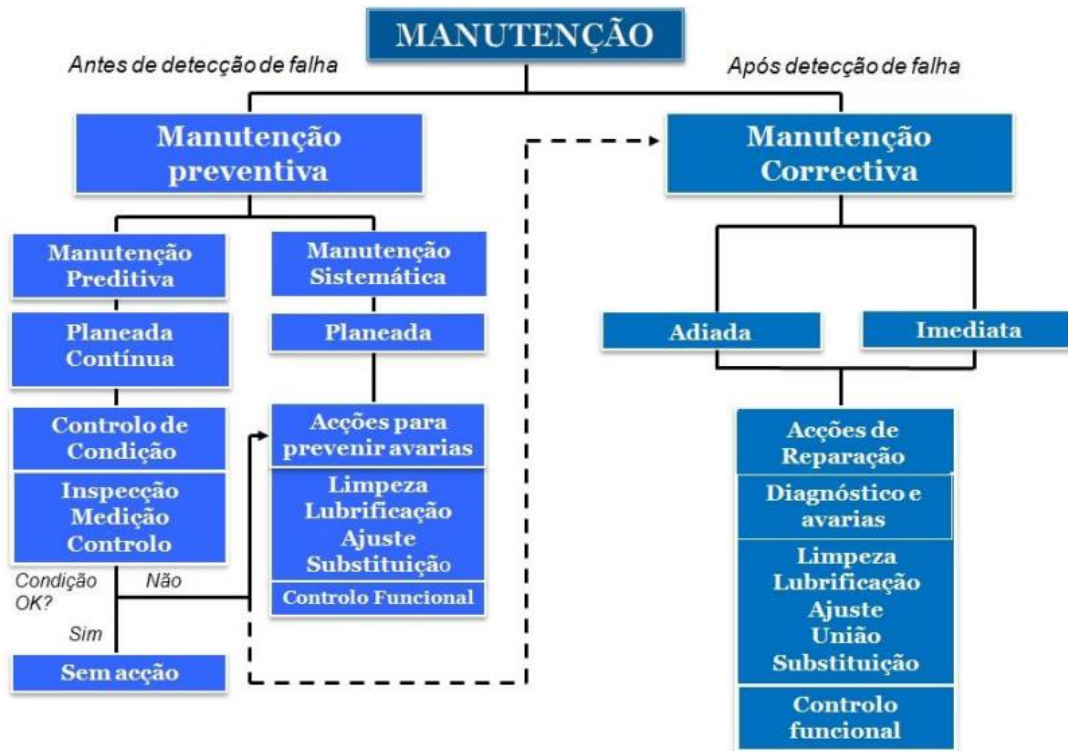 MANUTENÇÃO
Antes de detecção de falha
Após detecção de falha
Manutenção
preventiva
Manutenção
Correctiva
Manutenção
Preditiva
Manutenção
Sistemática
Planeada
Contínua
Planeada
Adiada
Imediata
Controlo de
Condição
Inspecção
Medição
Controlo
Acções para
prevenir avarias
Limpeza
Lubrificação
Ajuste
Substituição
Controlo Funcional
Condição
OK?
Não
Sim
Sem acção
Acções de
Reparação
Diagnóstico e
avarias
Limpeza
Lubrificação
Ajuste
União
Substituição
Controlo
funcional